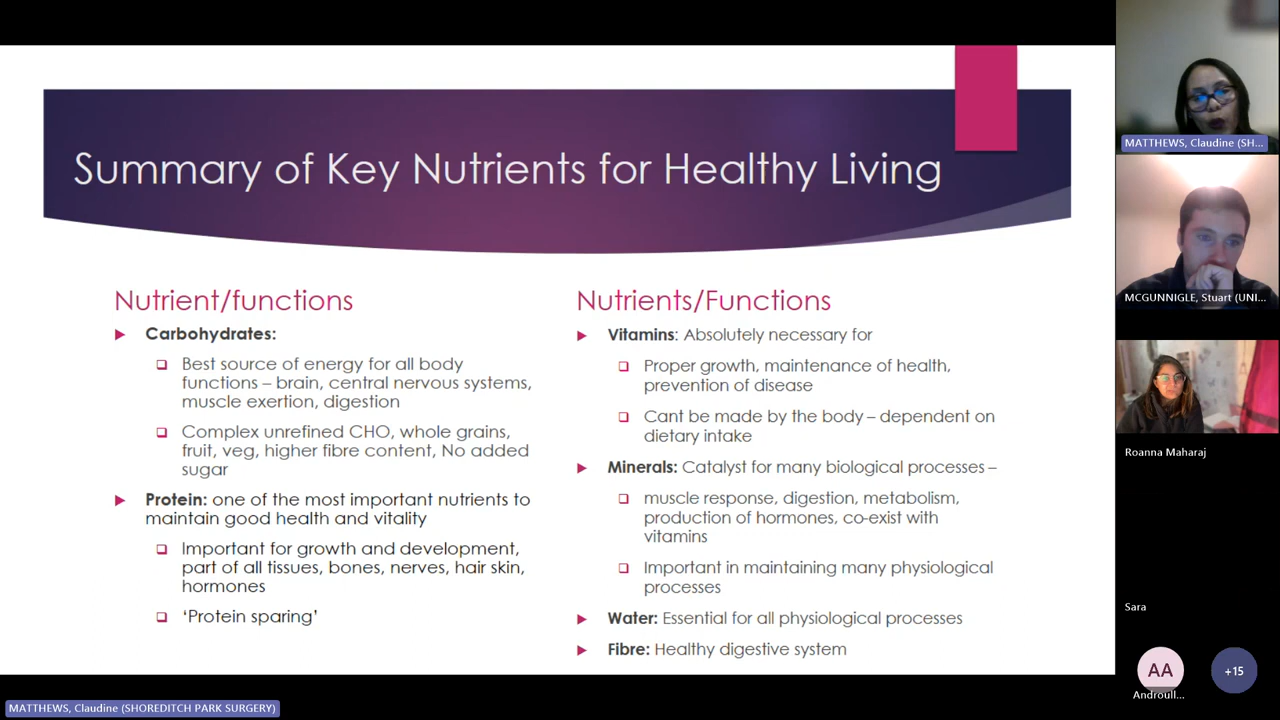 Summary of Key Nutrients for Healthy Living
Nutrient/functions
Carbohydrates:
Best source of energy for all body
functions – brain, central nervous systems,
muscle exertion, digestion
Complex unrefined CHO, whole grains,
fruit, veg, higher fibre content, No added
sugar
Protein: one of the most important nutrients to
maintain good health and vitality
Important for growth and development,
part of all tissues, bones, nerves, hair skin,
hormones
‘Protein sparing’
Nutrients/Functions
Vitamins: Absolutely necessary for
Proper growth, maintenance of health,
prevention of disease
Cant be made by the body – dependent on
dietary intake
Minerals: Catalyst for many biological processes –
muscle response, digestion, metabolism,
production of hormones, co-exist with
vitamins
Important in maintaining many physiological
processes
Water: Essential for all physiological processes
Fibre: Healthy digestive system
MATTHEWS, Claudine (SH...
MCGUNNIGLE, Stuart (UNI...
Roanna Maharaj
Sara
AA
Androull...
+15
MATTHEWS, Claudine (SHOREDITCH PARK SURGERY)